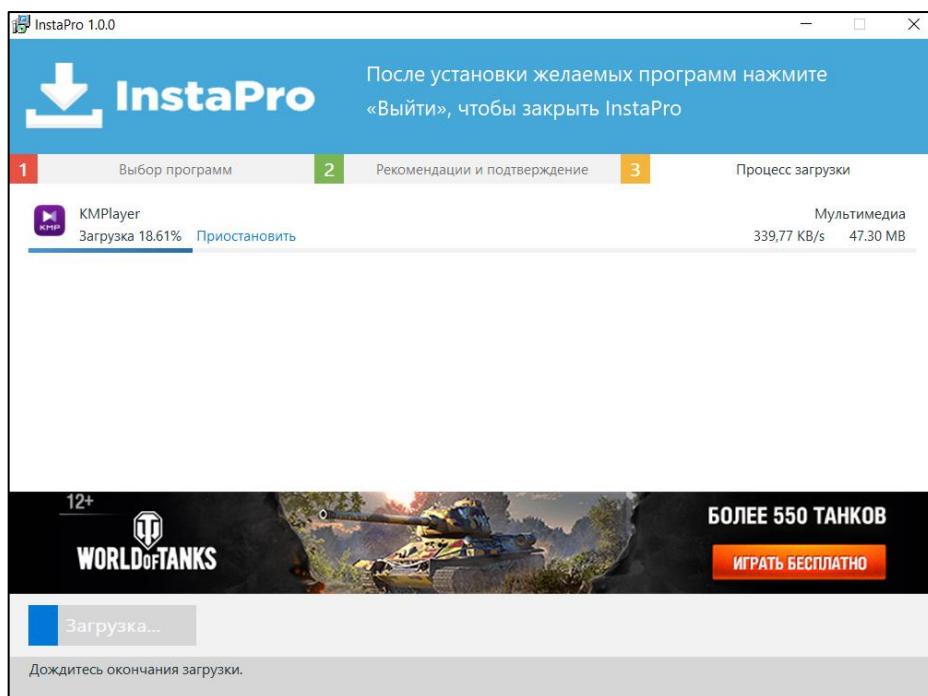 InstaPro 1.0.0
InstaPro
После установки желаемых программ нажмите
«Выйти», чтобы закрыть InstaPro
1 Выбор программ 2 Рекомендации и подтверждение 3 Процесс загрузки
KMP
KMPlayer Мультимедиа
Загрузка 18.61% Приостановить 339,77 KB/s 47.30 MB
12+
WORLD OF TANKS
БОЛЕЕ 550 ТАНКОВ
ИГРАТЬ БЕСПЛАТНО
Загрузка...
Дождитесь окончания загрузки.